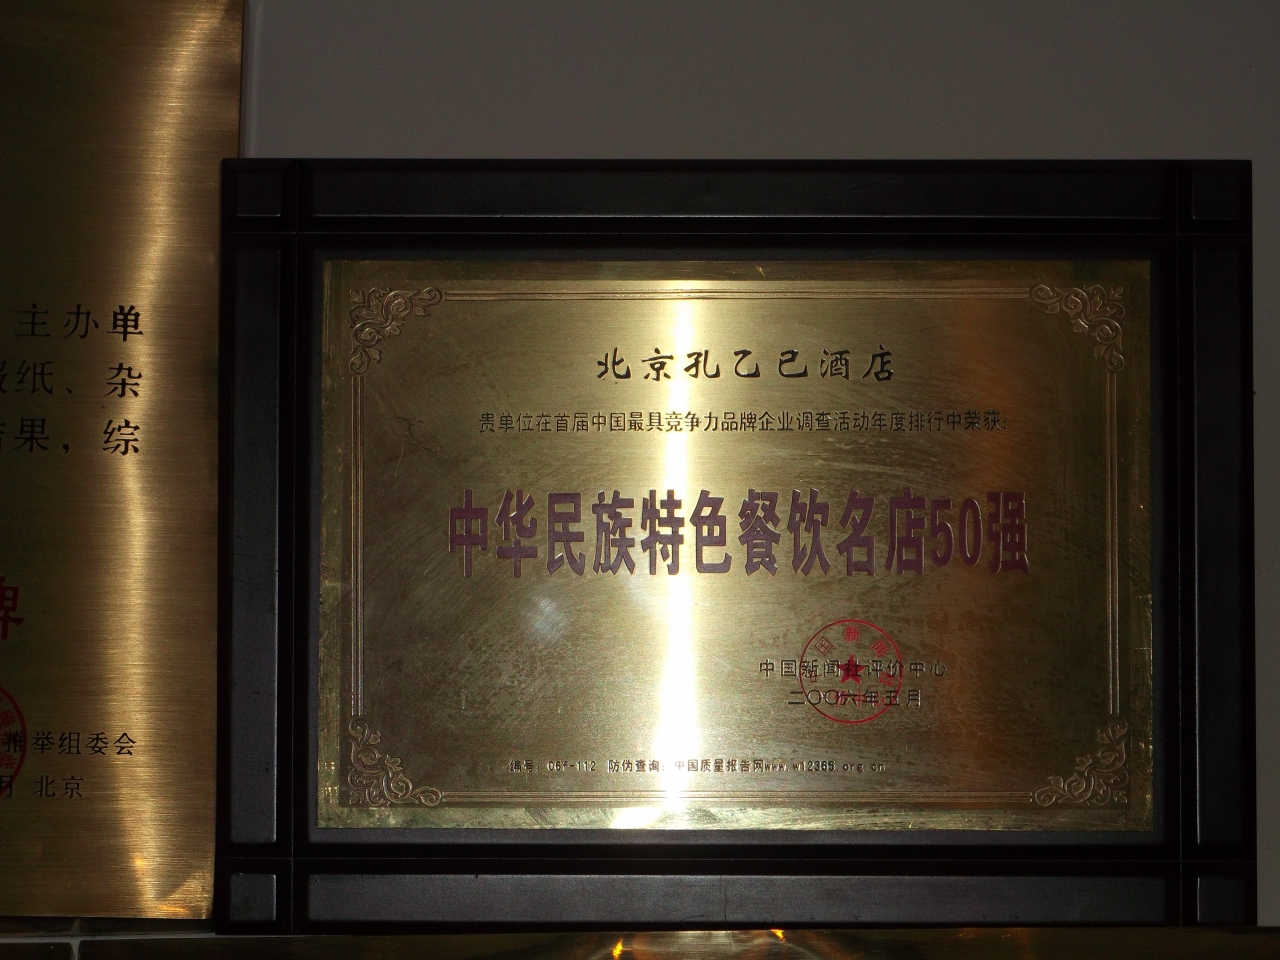 主办单
纸、杂
果，综
牌
推举组委会
月 北京
北京孔乙己酒店
贵单位在首届中国最具竞争力品牌企业调查活动年度排行中荣获：
中华民族特色餐饮名店50强
中国新闻社评价中心
二〇〇六年五月
编号：06f-112 防伪查询：中国质量报告网www.w12365.org.cn